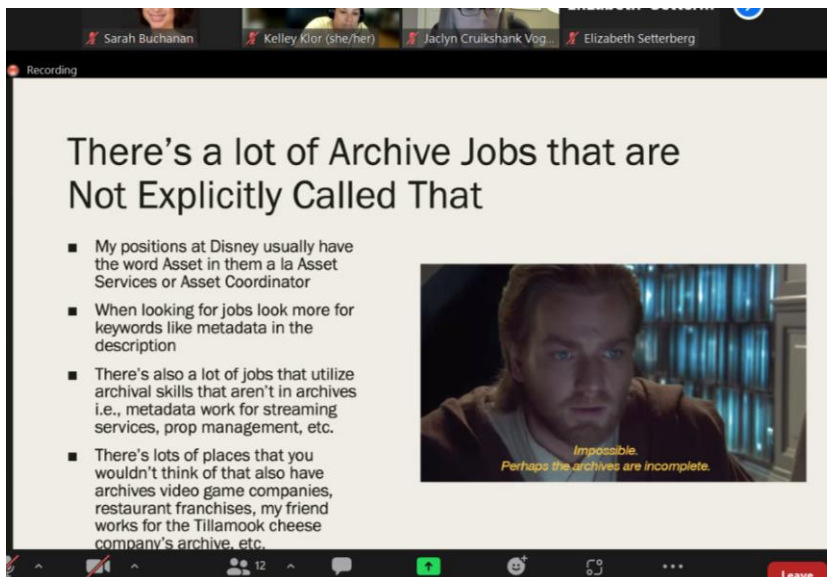 Sarah Buchanan
Kelley Klor (she/her)
Jaclyn Cruikshank Vog...
Elizabeth Setterberg
Recording
There's a lot of Archive Jobs that are
Not Explicitly Called That
■ My positions at Disney usually have
the word Asset in them a la Asset
Services or Asset Coordinator
■ When looking for jobs look more for
keywords like metadata in the
description
■ There's also a lot of jobs that utilize
archival skills that aren't in archives
i.e., metadata work for streaming
services, prop management, etc.
■ There's lots of places that you
wouldn't think of that also have
archives video game companies,
restaurant franchises, my friend
works for the Tillamook cheese
company's archive, etc.
Impossible.
Perhaps the archives are incomplete.
12
Leave